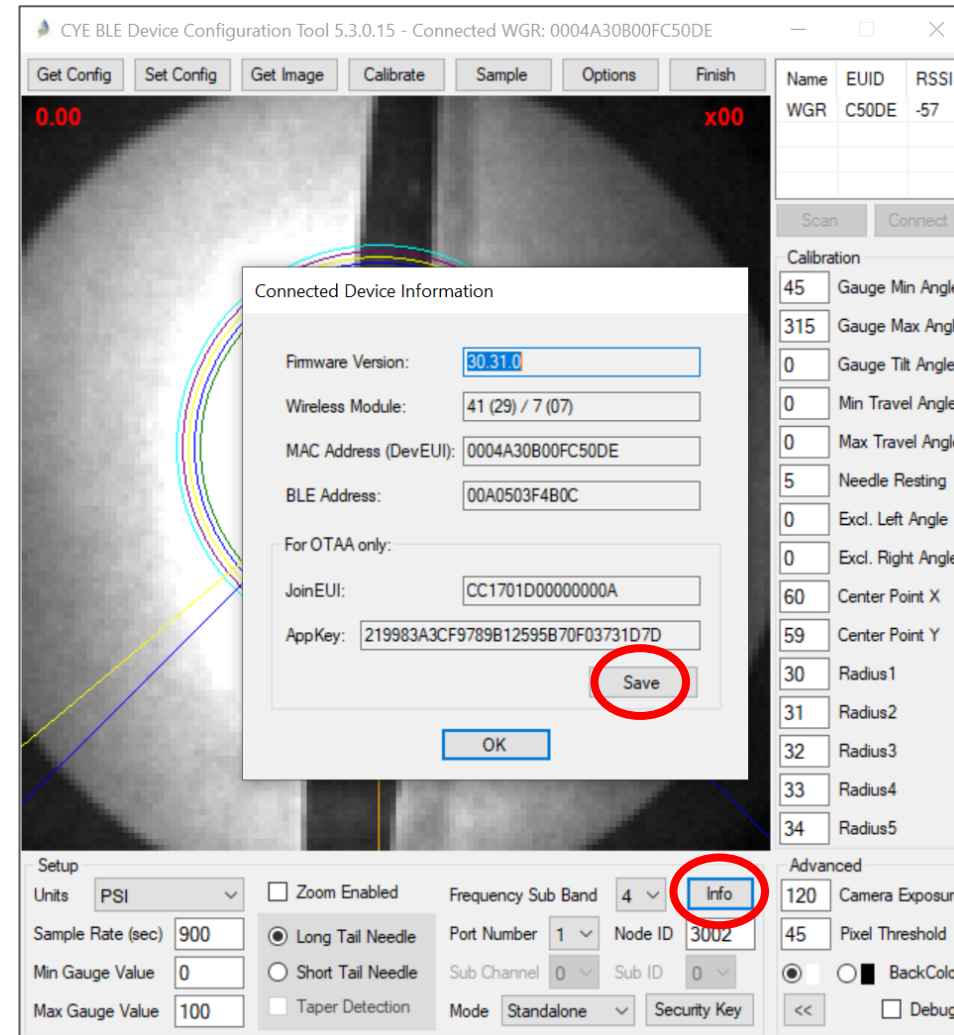 CYE BLE Device Configuration Tool 5.3.0.15 - Connected WGR: 0004A30B00FC50DE
Get Config Set Config Get Image Calibrate Sample Options Finish
Name EUID RSSI
WGR C50DE -57
0.00 x00
Scan Connect
Calibration
45 Gauge Min Angle
315 Gauge Max Angl
0 Gauge Tilt Angle
0 Min Travel Angle
0 Max Travel Angle
5 Needle Resting
0 Excl. Left Angle
0 Excl. Right Angle
60 Center Point X
59 Center Point Y
30 Radius1
31 Radius2
32 Radius3
33 Radius4
34 Radius5
Connected Device Information
Firmware Version: 30.31.0
Wireless Module: 41 (29) / 7 (07)
MAC Address (DevEUI): 0004A30B00FC50DE
BLE Address: 00A0503F4B0C
For OTAA only:
JoinEUI: CC1701D00000000A
AppKey: 219983A3CF9789B12595B70F03731D7D
Save
OK
Setup
Units PSI Zoom Enabled Frequency Sub Band 4 Info
Sample Rate (sec) 900 Long Tail Needle Port Number 1 Node ID 3002
Min Gauge Value 0 Short Tail Needle Sub Channel 0 Sub ID 0
Max Gauge Value 100 Taper Detection Mode Standalone Security Key
Advanced
120 Camera Exposur
45 Pixel Threshold
BackColo
<< Debug